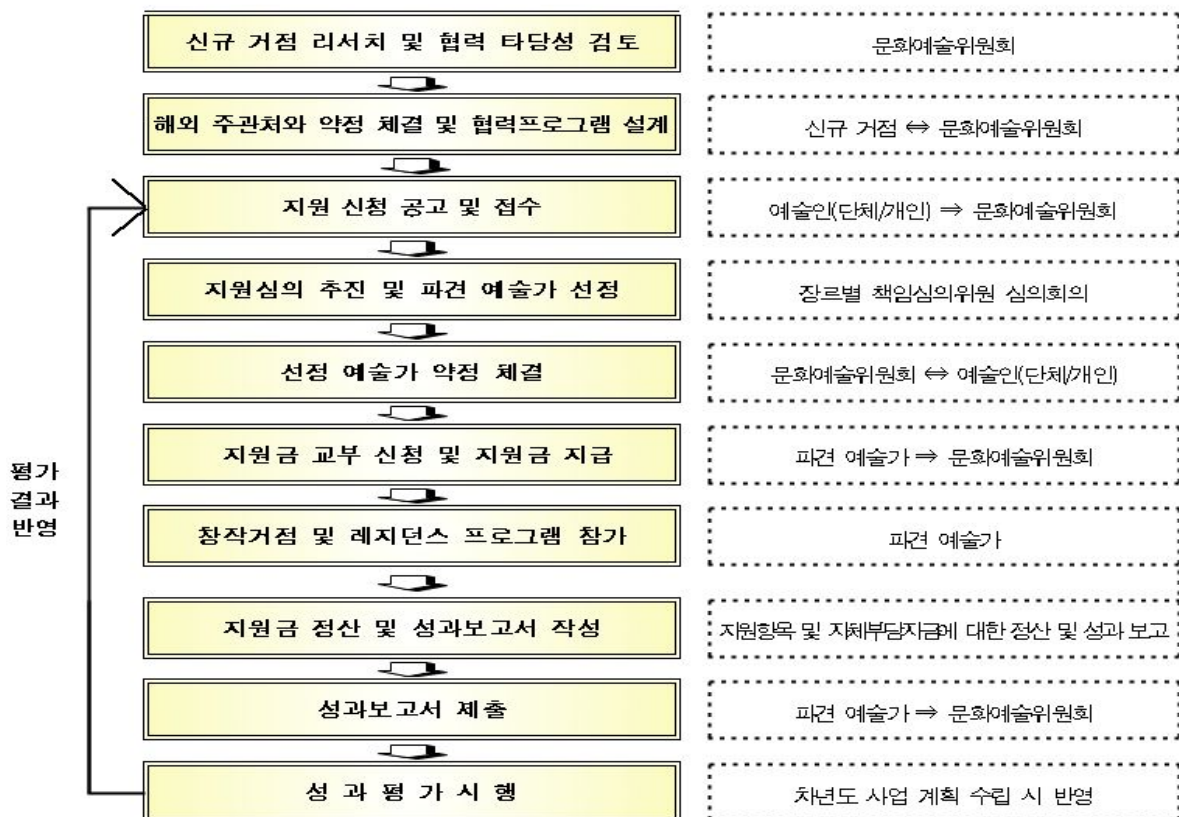 신규 거점 리서치 및 협력 타당성 검토
문화예술위원회
해외 주관처와 약정 체결 및 협력프로그램 설계
신규 거점 ⇔ 문화예술위원회
지원 신청 공고 및 접수
예술인(단체/개인) ⇒ 문화예술위원회
지원심의 추진 및 파견 예술가 선정
장르별 책임심의위원 심의회의
선정 예술가 약정 체결
문화예술위원회 ⇔ 예술인(단체/개인)
지원금 교부 신청 및 지원금 지급
파견 예술가 ⇒ 문화예술위원회
평가
결과
반영
창작거점 및 레지던스 프로그램 참가
파견 예술가
지원금 정산 및 성과보고서 작성
지원항목 및 자체부담자금에 대한 정산 및 성과 보고
성과보고서 제출
파견 예술가 ⇒ 문화예술위원회
성 과 평 가 시 행
차년도 사업 계획 수립 시 반영